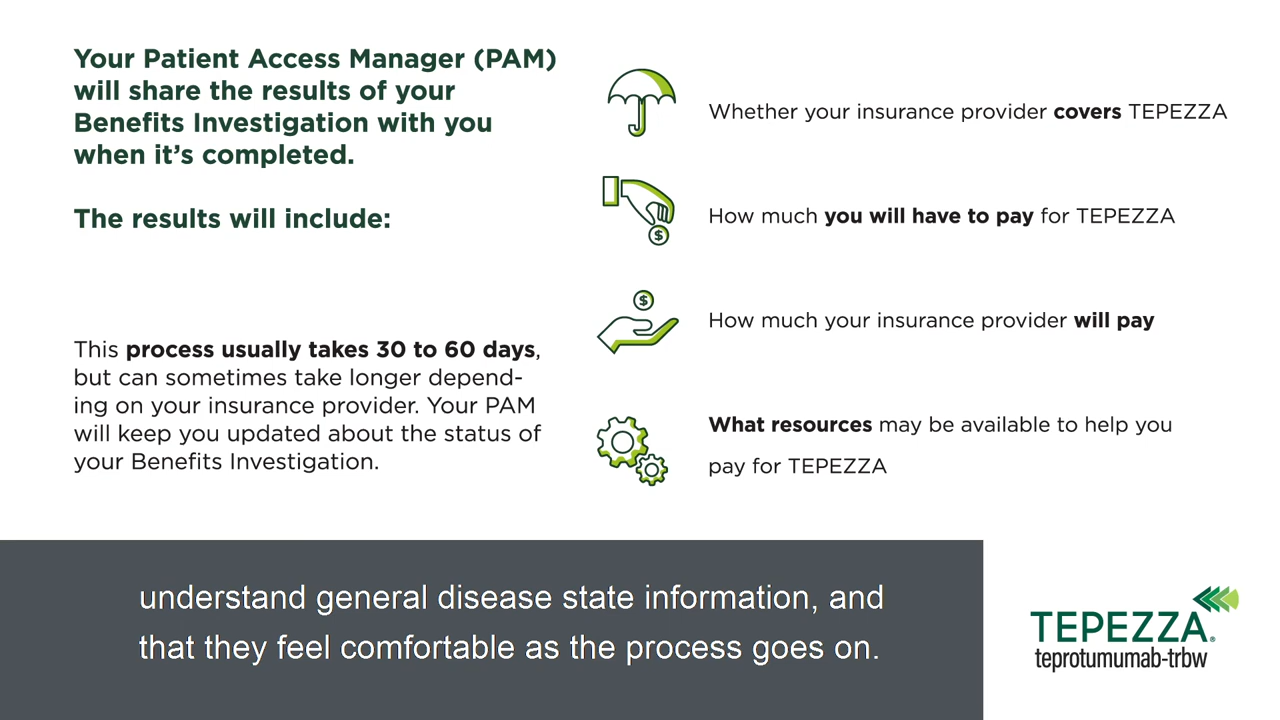 Your Patient Access Manager (PAM)
will share the results of your
Benefits Investigation with you
when it’s completed.
The results will include:
This process usually takes 30 to 60 days,
but can sometimes take longer depend-
ing on your insurance provider. Your PAM
will keep you updated about the status of
your Benefits Investigation.
Whether your insurance provider covers TEPEZZA
$
How much you will have to pay for TEPEZZA
$
How much your insurance provider will pay
What resources may be available to help you
pay for TEPEZZA
understand general disease state information, and
that they feel comfortable as the process goes on.
TEPEZZA®
teprotumumab-trbw